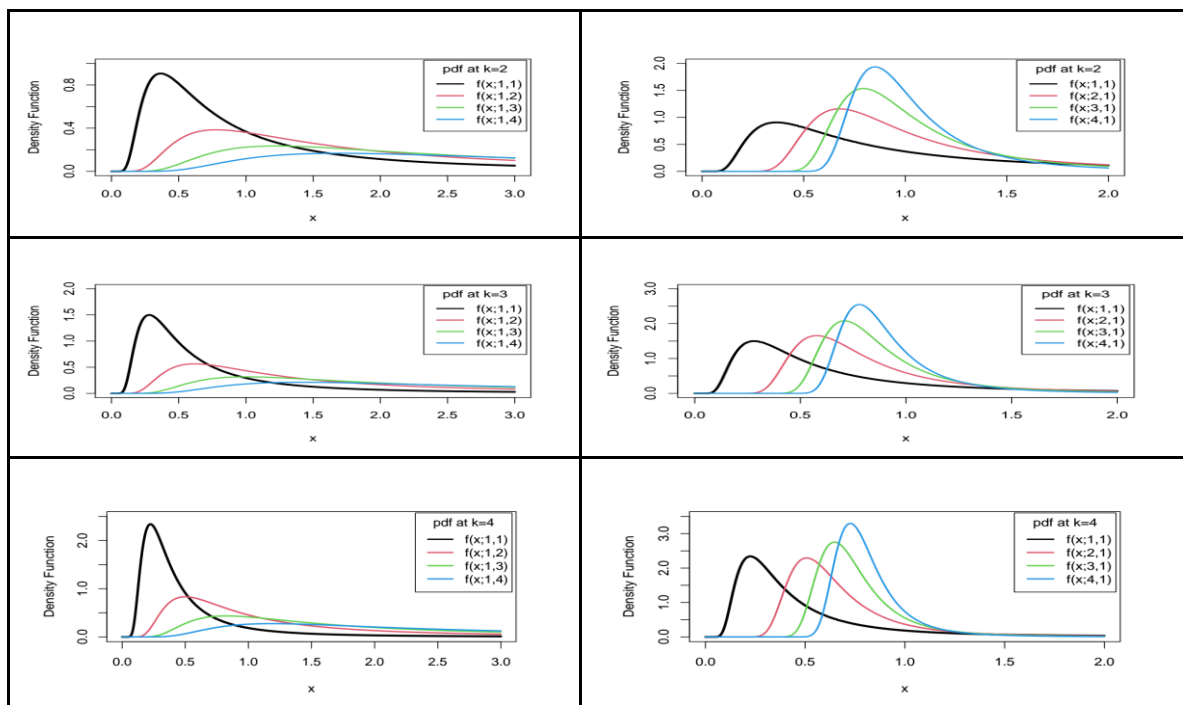 pdf at k=2
f(x;1,1)
f(x;1,2)
f(x;1,3)
f(x;1,4)
Density Function
0.0 0.4 0.8
0.0 0.5 1.0 1.5 2.0 2.5 3.0
x
pdf at k=2
f(x;1,1)
f(x;2,1)
f(x;3,1)
f(x;4,1)
Density Function
0.0 0.5 1.0 1.5 2.0
0.0 0.5 1.0 1.5 2.0
x
pdf at k=3
f(x;1,1)
f(x;1,2)
f(x;1,3)
f(x;1,4)
Density Function
0.0 0.5 1.0 1.5 2.0
0.0 0.5 1.0 1.5 2.0 2.5 3.0
x
pdf at k=3
f(x;1,1)
f(x;2,1)
f(x;3,1)
f(x;4,1)
Density Function
0.0 1.0 2.0 3.0
0.0 0.5 1.0 1.5 2.0
x
pdf at k=4
f(x;1,1)
f(x;1,2)
f(x;1,3)
f(x;1,4)
Density Function
0.0 1.0 2.0
0.0 0.5 1.0 1.5 2.0 2.5 3.0
x
pdf at k=4
f(x;1,1)
f(x;2,1)
f(x;3,1)
f(x;4,1)
Density Function
0.0 1.0 2.0 3.0
0.0 0.5 1.0 1.5 2.0
x